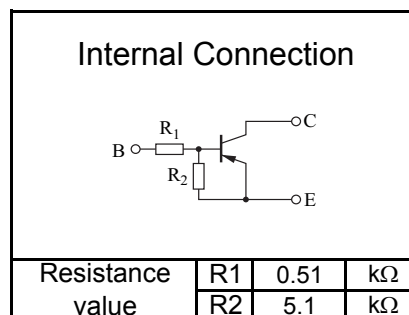 Internal Connection
C
R1
B
R2
E
Resistance value R1 0.51 kΩ
R2 5.1 kΩ